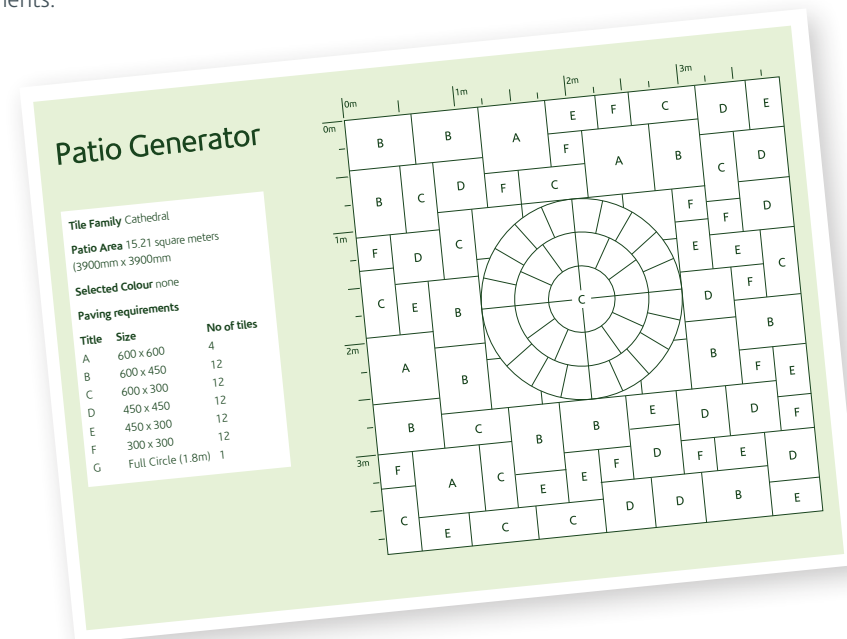 ments.
Patio Generator
Tile Family Cathedral
Patio Area 15.21 square meters
(3900mm x 3900mm
Selected Colour none
Paving requirements
Title Size No of tiles
A 600 x 600 4
B 600 x 450 12
C 600 x 300 12
D 450 x 450 12
E 450 x 300 12
F 300 x 300 12
G Full Circle (1.8m) 1
0m 1m 2m 3m
0m
B B A E F C D E
F A B C D
B C D F C
F D
F D C E E C
C
C E B D F
B
2m
1m
A B B F E
B C B B E D D F
3m
F A C E E F D F E D
C E C C D D B E